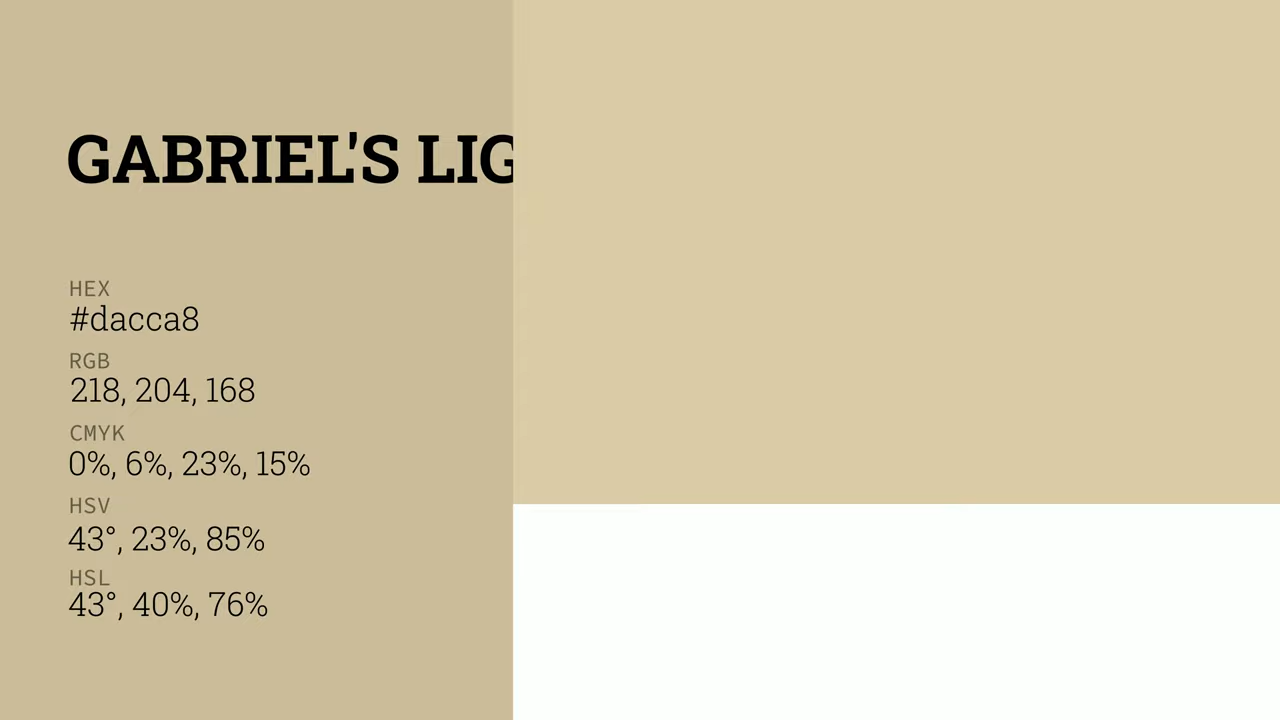 GABRIEL'S LIG
HEX
#dacca8
RGB
218, 204, 168
CMYK
0%, 6%, 23%, 15%
HSV
43°, 23%, 85%
HSL
43°, 40%, 76%